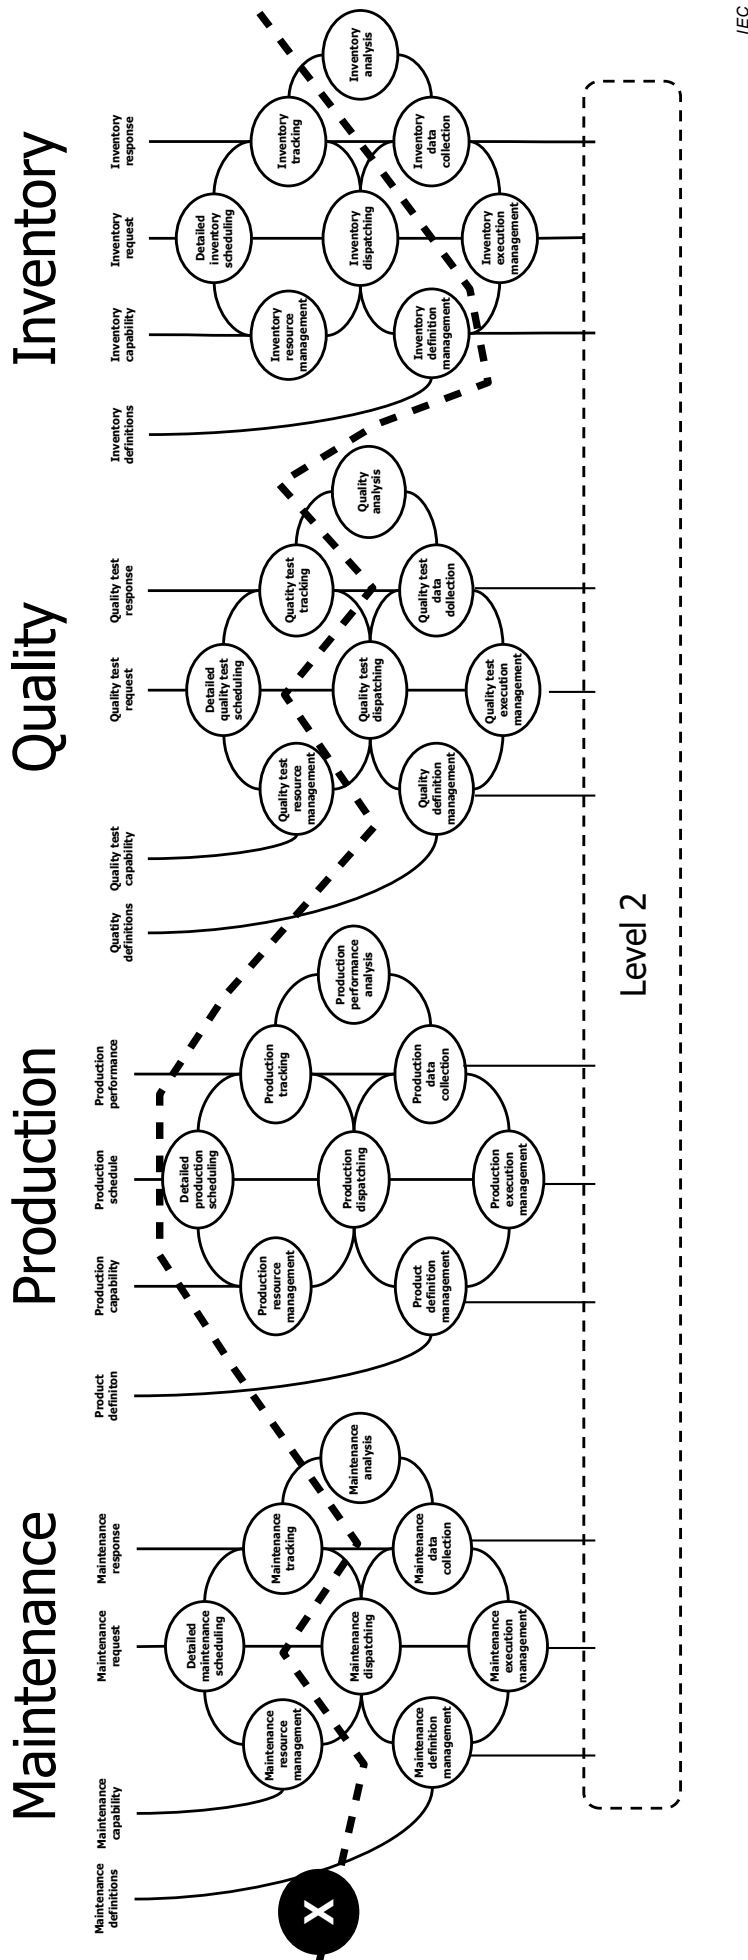 Maintenance
Production
Quality
Inventory
Maintenance
definitions
Maintenance
capability
Maintenance
request
Maintenance
response
Product
definiton
Production
capability
Production
schedule
Production
performance
Quatity
definitions
Quality test
capability
Quality test
request
Quality test
response
Inventory
definitions
Inventory
capability
Inventory
request
Inventory
response
X
Maintenance
resource
management
Detailed
maintenance
scheduling
Maintenance
tracking
Maintenance
dispatching
Maintenance
analysis
Maintenance
definition
management
Maintenance
data
collection
Maintenance
execution
management
Production
resource
management
Detailed
production
scheduling
Production
tracking
Production
dispatching
Production
performance
analysis
Product
definition
management
Production
data
collection
Production
execution
management
Quality test
resource
management
Detailed
quality test
scheduling
Quatity test
tracking
Quality test
dispatching
Quality
analysis
Quality
definition
management
Quality test
data
dollection
Quality test
execution
management
Inventory
resource
management
Detailed
inventory
scheduling
Inventory
tracking
Inventory
dispatching
Inventory
analysis
Inventory
definition
management
Inventory
data
collection
Inventory
execution
management
Level 2
IEC